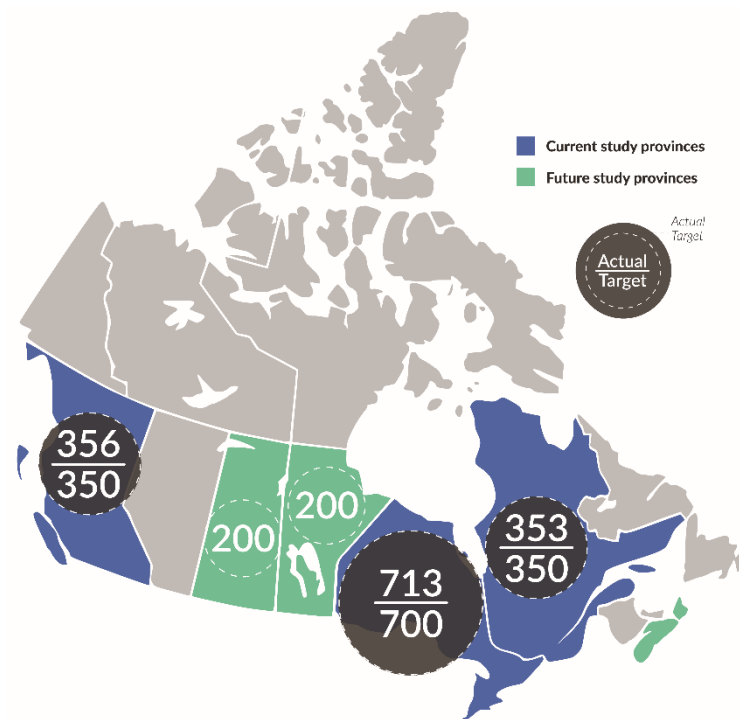 Current study provinces
Future study provinces
Actual
Target
Actual
Target
356
350
200
200
353
350
713
700